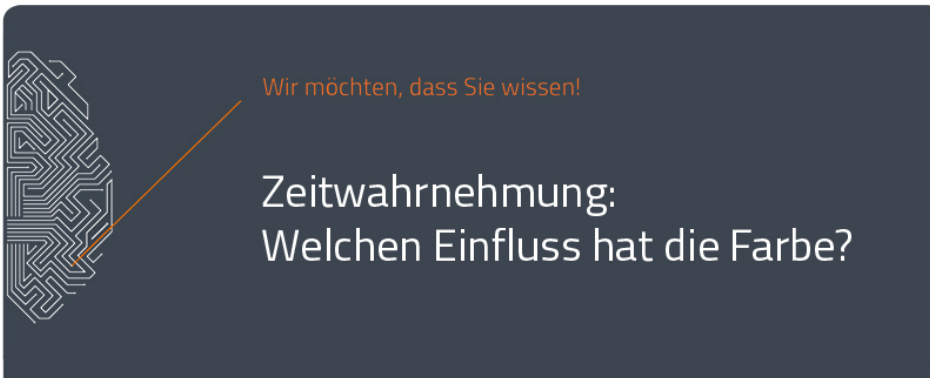 Wir möchten, dass Sie wissen!
Zeitwahrnehmung:
Welchen Einfluss hat die Farbe?